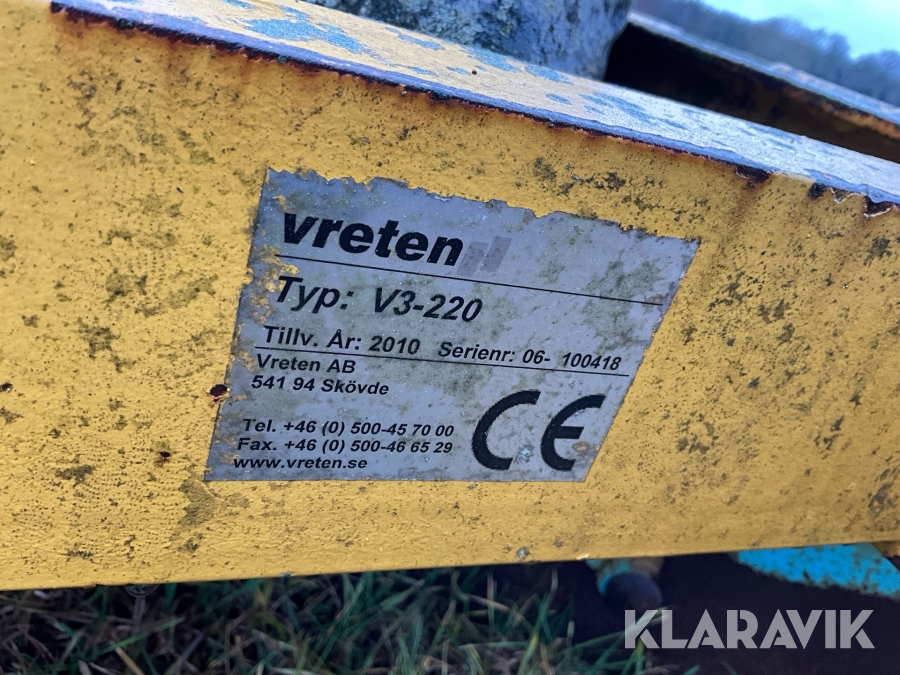 vreten
Typ: V3-220
Tillv. År: 2010 Serienr: 06- 100418
Vreten AB
541 94 Skövde
Tel. +46 (0) 500-45 70 00
Fax. +46 (0) 500-46 65 29
www.vreten.se
CE
KLARAVIK